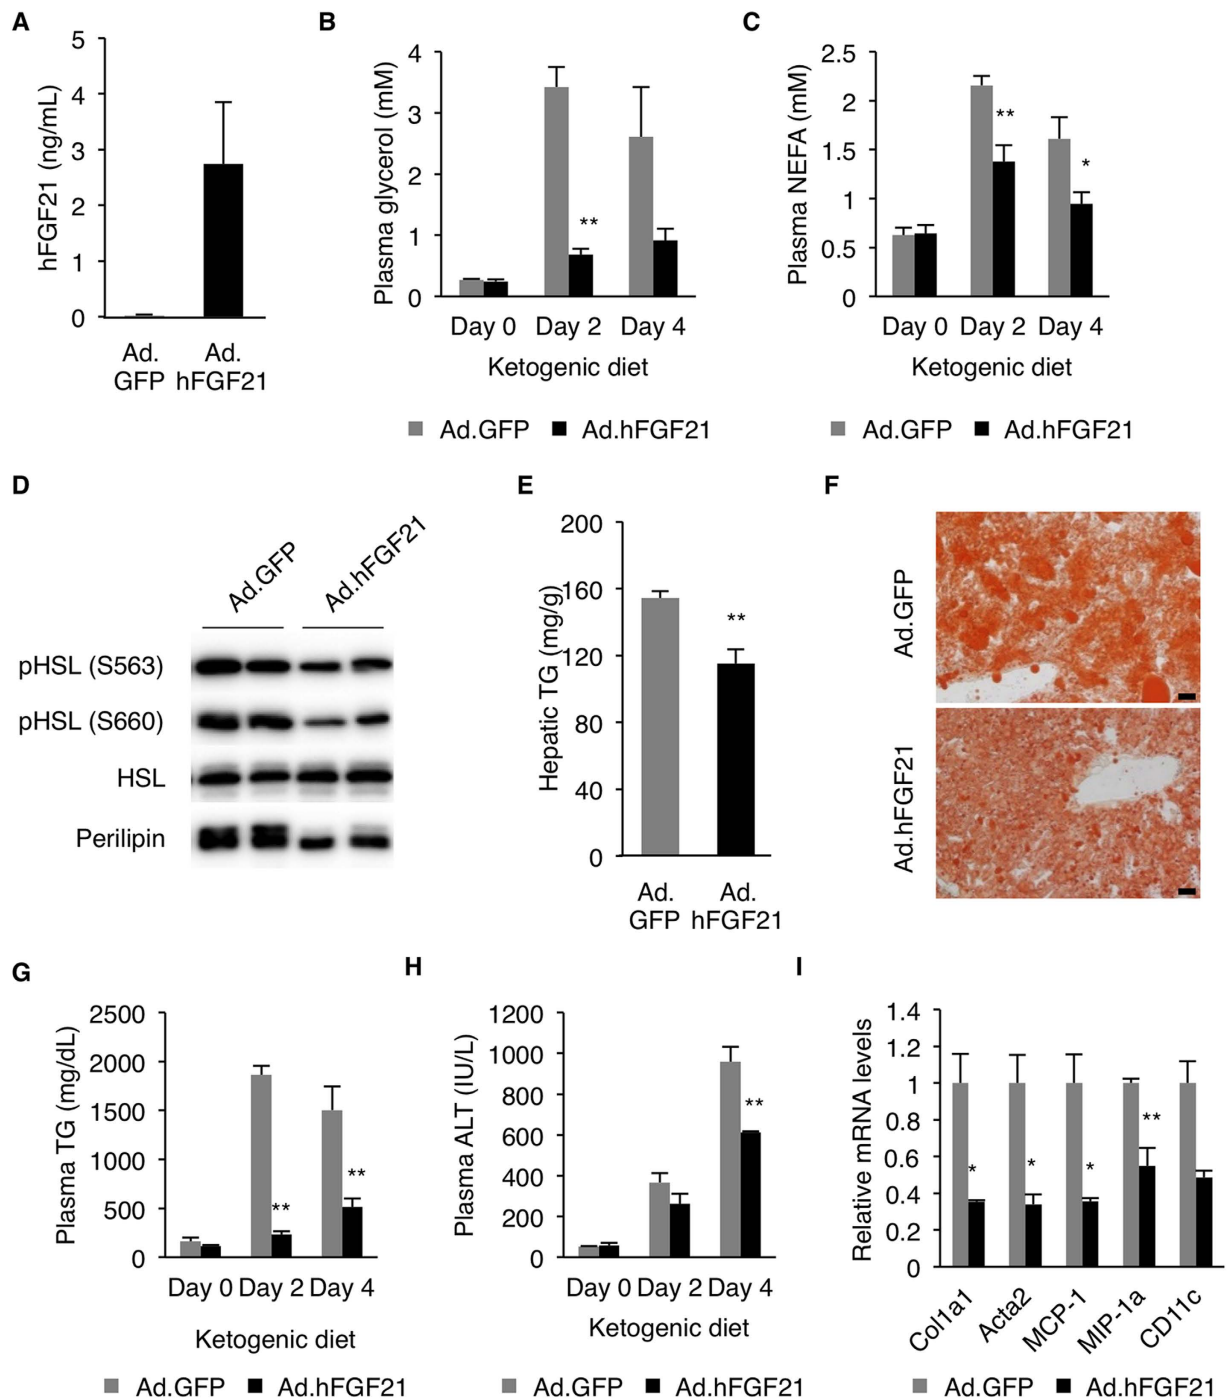 A
hFGF21 (ng/mL)
5
4
3
2
1
0
Ad.
GFP
Ad.
hFGF21
B
Plasma glycerol (mM)
4
3
2
1
0
**
Day 0
Day 2
Day 4
Ketogenic diet
Ad.GFP
Ad.hFGF21
C
Plasma NEFA (mM)
2.5
2
1.5
1
0.5
0
**
*
Day 0
Day 2
Day 4
Ketogenic diet
Ad.GFP
Ad.hFGF21
D
Ad.GFP
Ad.hFGF21
pHSL (S563)
pHSL (S660)
HSL
Perilipin
E
Hepatic TG (mg/g)
200
160
120
80
40
0
**
Ad.
GFP
Ad.
hFGF21
F
Ad.GFP
Ad.hFGF21
G
Plasma TG (mg/dL)
2500
2000
1500
1000
500
0
**
**
Day 0
Day 2
Day 4
Ketogenic diet
Ad.GFP
Ad.hFGF21
H
Plasma ALT (IU/L)
1200
1000
800
600
400
200
0
**
Day 0
Day 2
Day 4
Ketogenic diet
Ad.GFP
Ad.hFGF21
I
Relative mRNA levels
1.4
1.2
1
0.8
0.6
0.4
0.2
0
*
*
*
**
Col1a1
Acta2
MCP-1
MIP-1a
CD11c
Ad.GFP
Ad.hFGF21